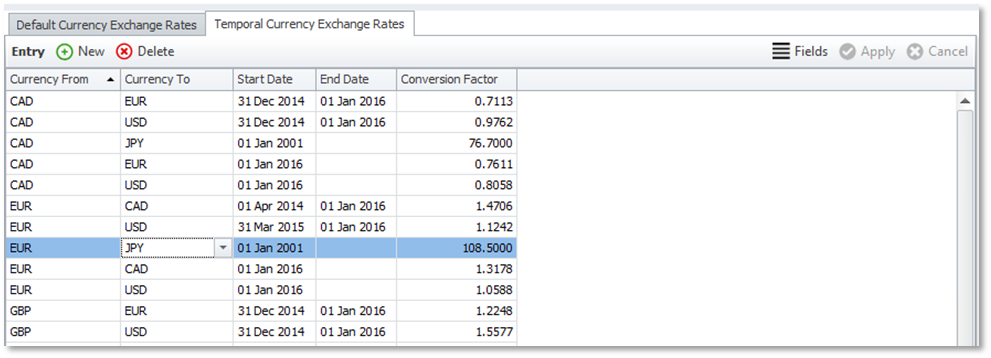 Default Currency Exchange Rates Temporal Currency Exchange Rates
Entry New Delete Fields Apply Cancel
Currency From Currency To Start Date End Date Conversion Factor
CAD EUR 31 Dec 2014 01 Jan 2016 0.7113
CAD USD 31 Dec 2014 01 Jan 2016 0.9762
CAD JPY 01 Jan 2001 76.7000
CAD EUR 01 Jan 2016 0.7611
CAD USD 01 Jan 2016 0.8058
EUR CAD 01 Apr 2014 01 Jan 2016 1.4706
EUR USD 31 Mar 2015 01 Jan 2016 1.1242
EUR JPY 01 Jan 2001 108.5000
EUR CAD 01 Jan 2016 1.3178
EUR USD 01 Jan 2016 1.0588
GBP EUR 31 Dec 2014 01 Jan 2016 1.2248
GBP USD 31 Dec 2014 01 Jan 2016 1.5577